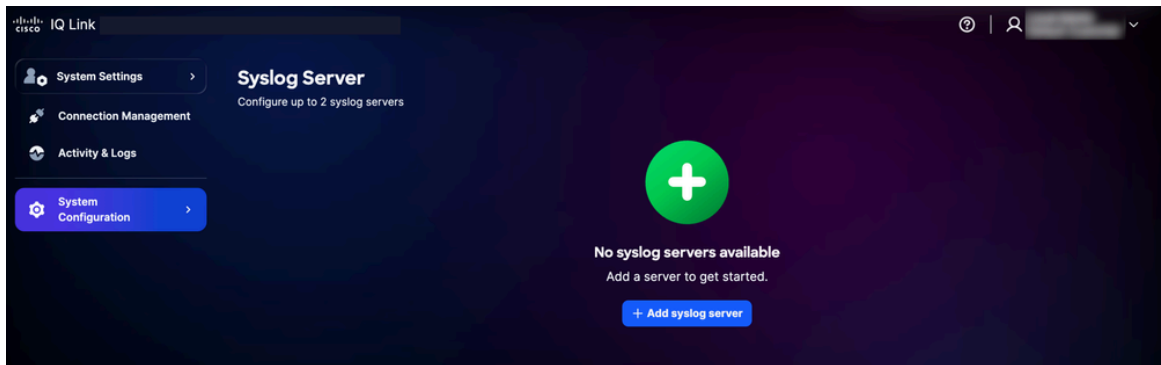 cisco IQ Link
System Settings
Connection Management
Activity & Logs
System
Configuration
Syslog Server
Configure up to 2 syslog servers
No syslog servers available
Add a server to get started.
+ Add syslog server